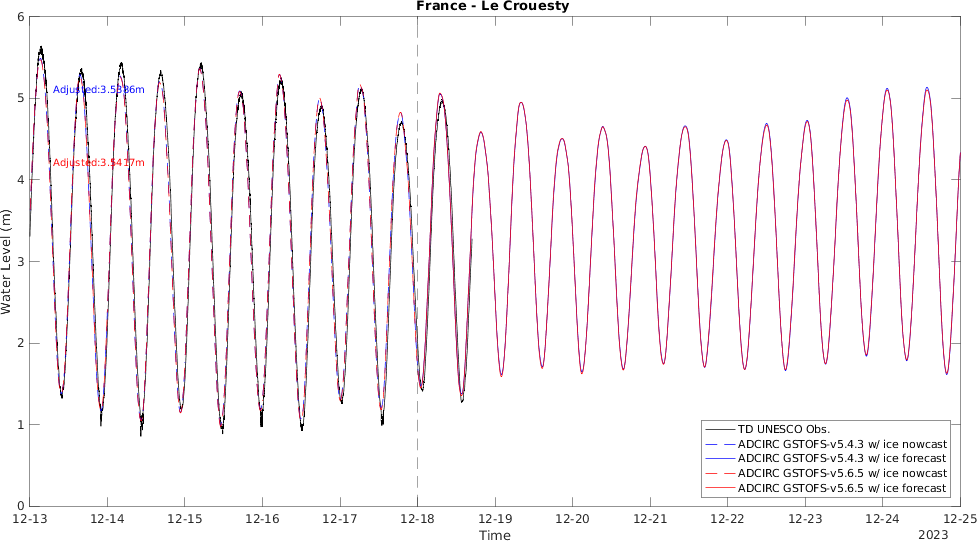 France - Le Crouesty
6
5
4
3
2
1
0
Water Level (m)
Adjusted:3.5386m
Adjusted:3.5417m
TD UNESCO Obs.
ADCIRC GSTOFS-v5.4.3 w/ ice nowcast
ADCIRC GSTOFS-v5.4.3 w/ ice forecast
ADCIRC GSTOFS-v5.6.5 w/ ice nowcast
ADCIRC GSTOFS-v5.6.5 w/ ice forecast
12-13 12-14 12-15 12-16 12-17 12-18 12-19 12-20 12-21 12-22 12-23 12-24 12-25
Time 2023